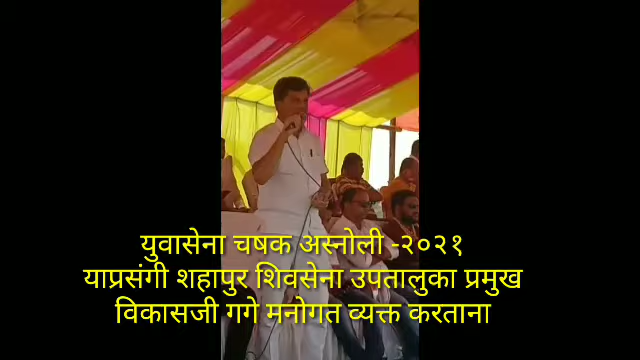 युवासेना चषक अस्नोली -२०२१
याप्रसंगी शहापुर शिवसेना उपतालुका प्रमुख
विकासजी गगे मनोगत व्यक्त करताना